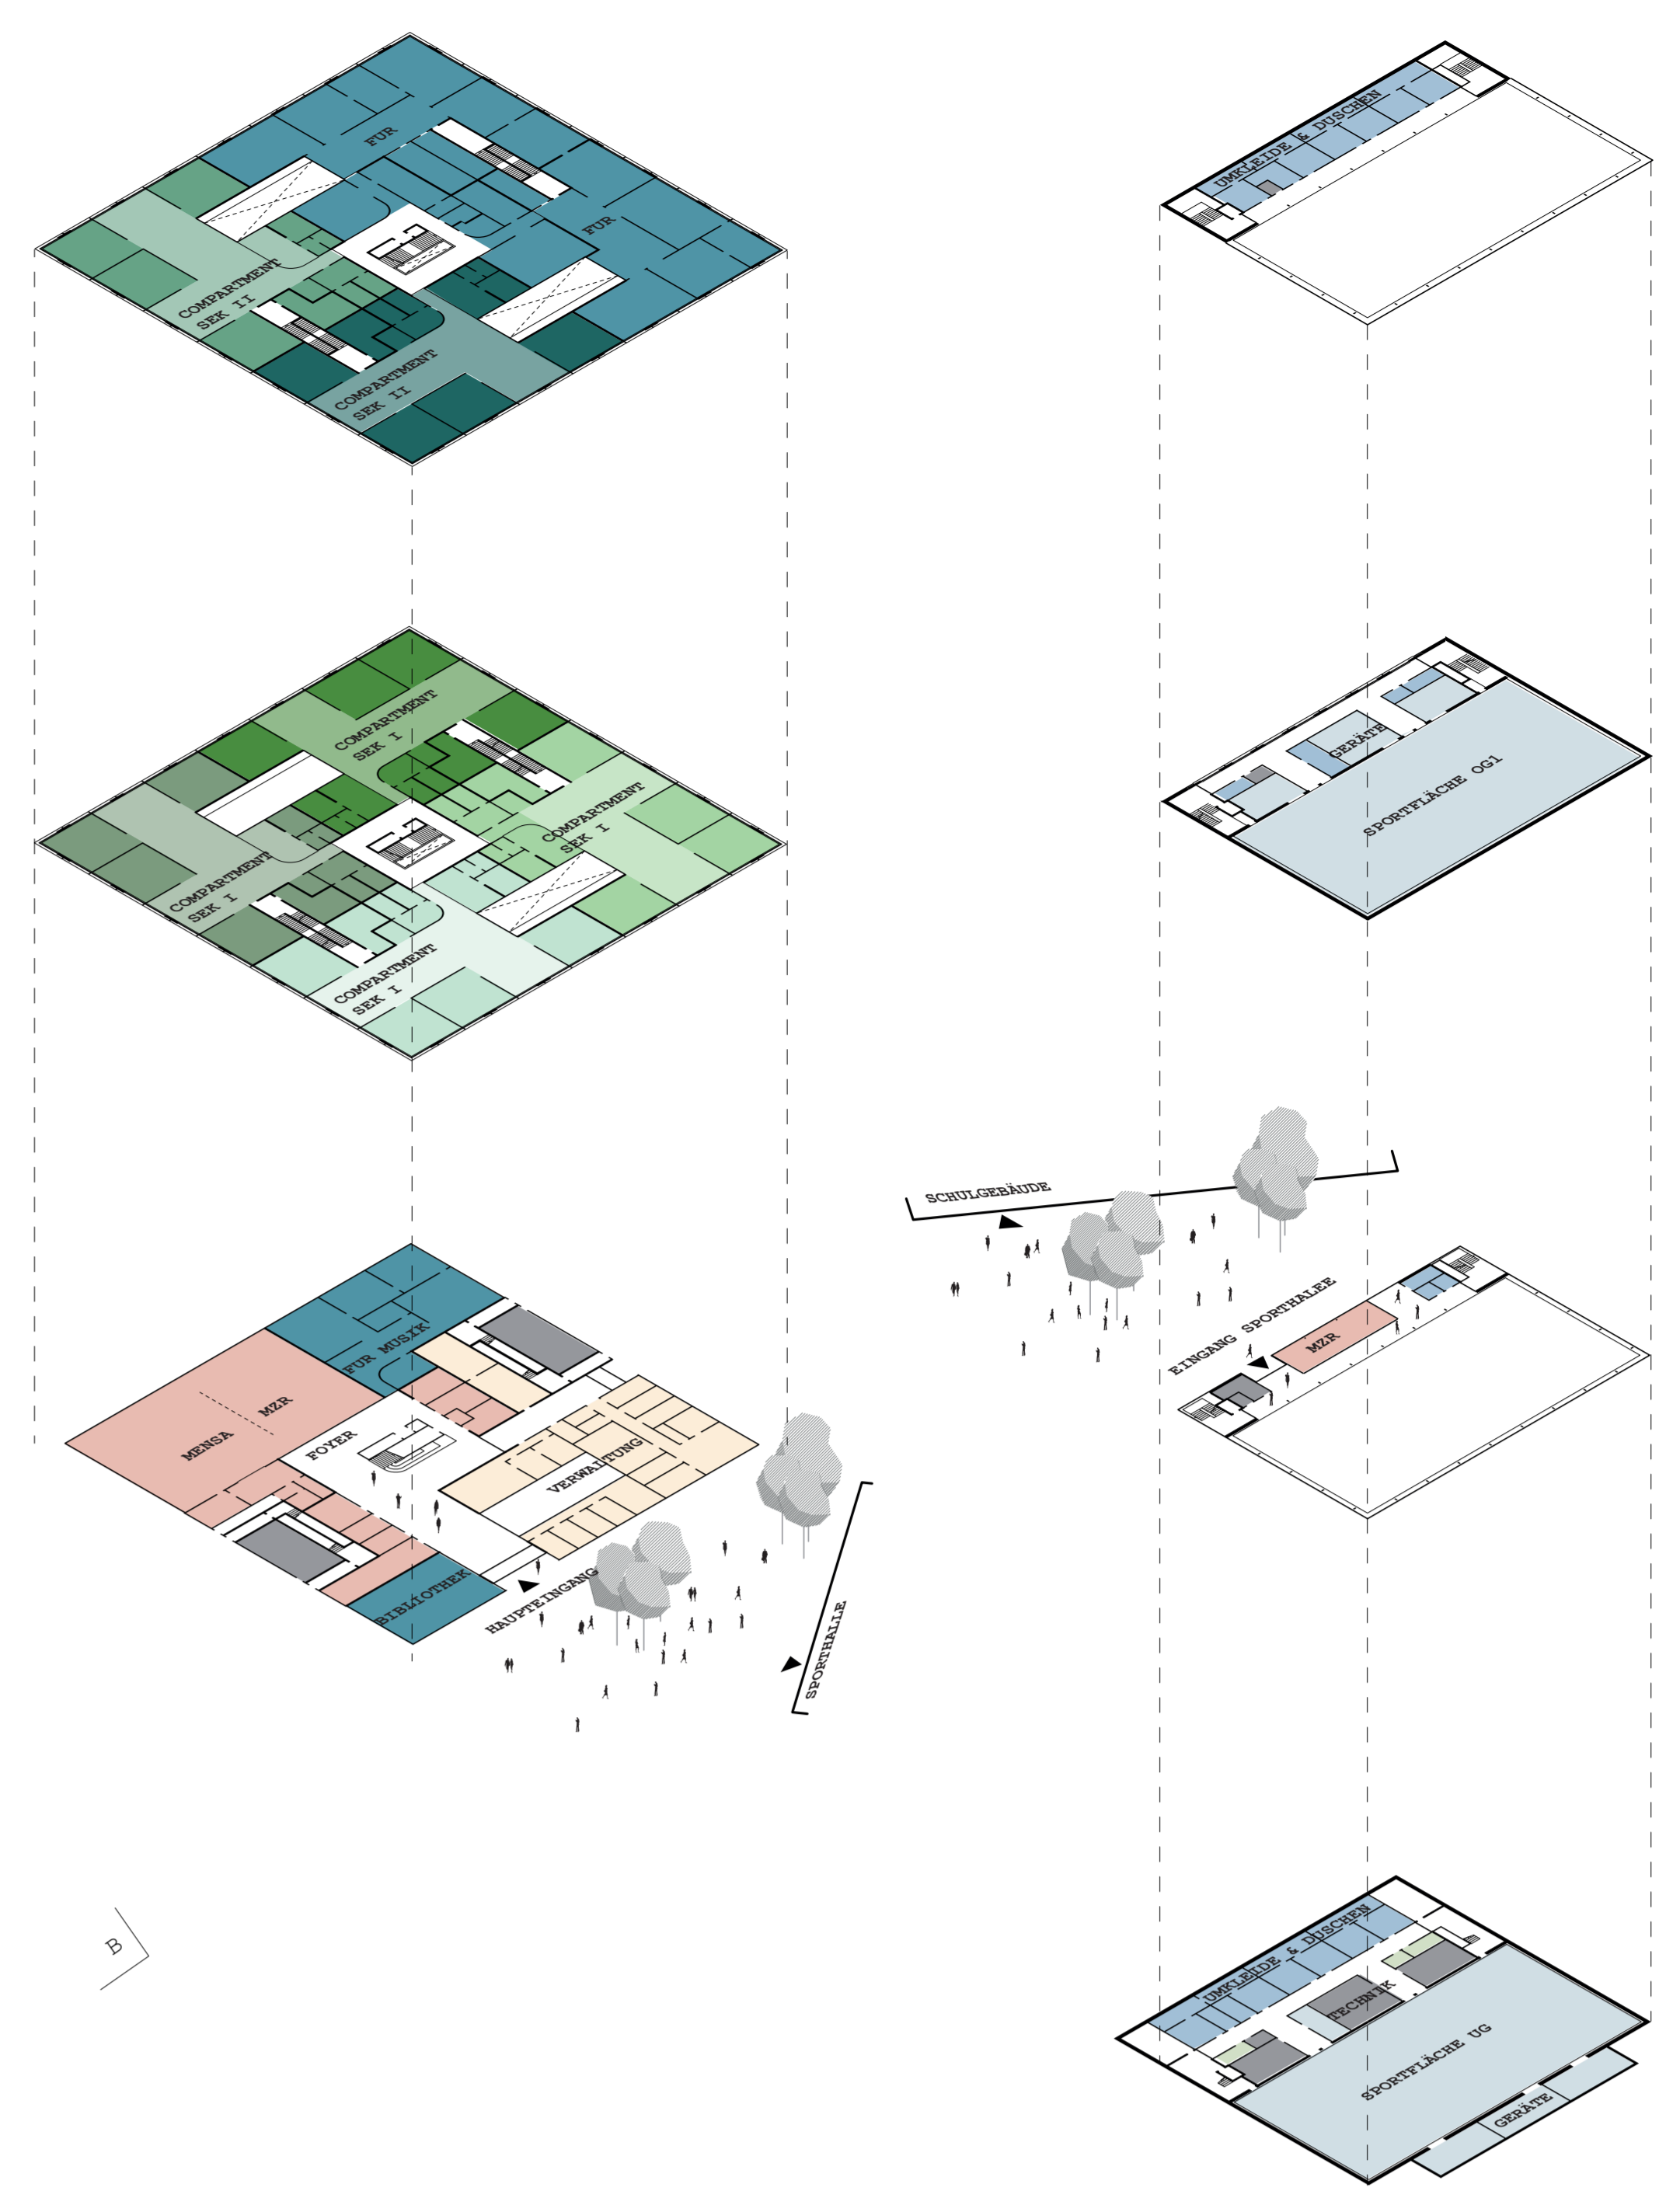 FUR
FUR
COMPARTMENT
SEK II
COMPARTMENT
SEK II
COMPARTMENT
SEK I
COMPARTMENT
SEK I
COMPARTMENT
SEK I
COMPARTMENT
SEK I
FUR MUSIK
MZR
MENSA
FOYER
VERWALTUNG
BIBLIOTHEK
HAUPTEINGANG
SPORTHALLE
B
UMKLEIDE & DUSCHEN
GERÄTE
SPORTFLÄCHE OG1
SCHULGEBÄUDE
EINGANG SPORTHALEE
MZR
UMKLEIDE & DUSCHEN
TECHNIK
SPORTFLÄCHE UG
GERÄTE